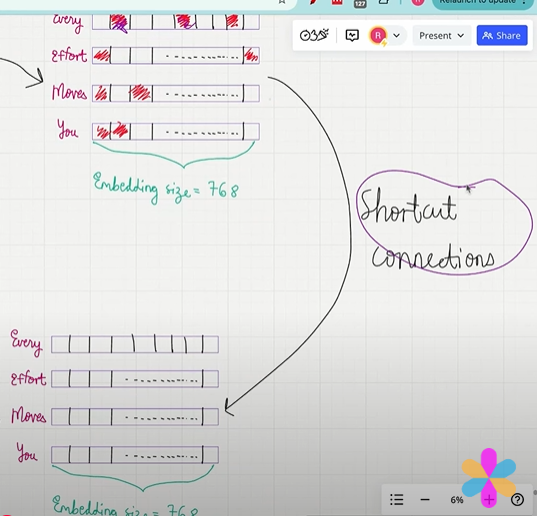 Relaunch to update
127
Every
R
Present
Share
Effort
Moves
You
Embedding size = 768
Shortcut
connections
Every
Effort
Moves
You
Embedding size = 768
6%